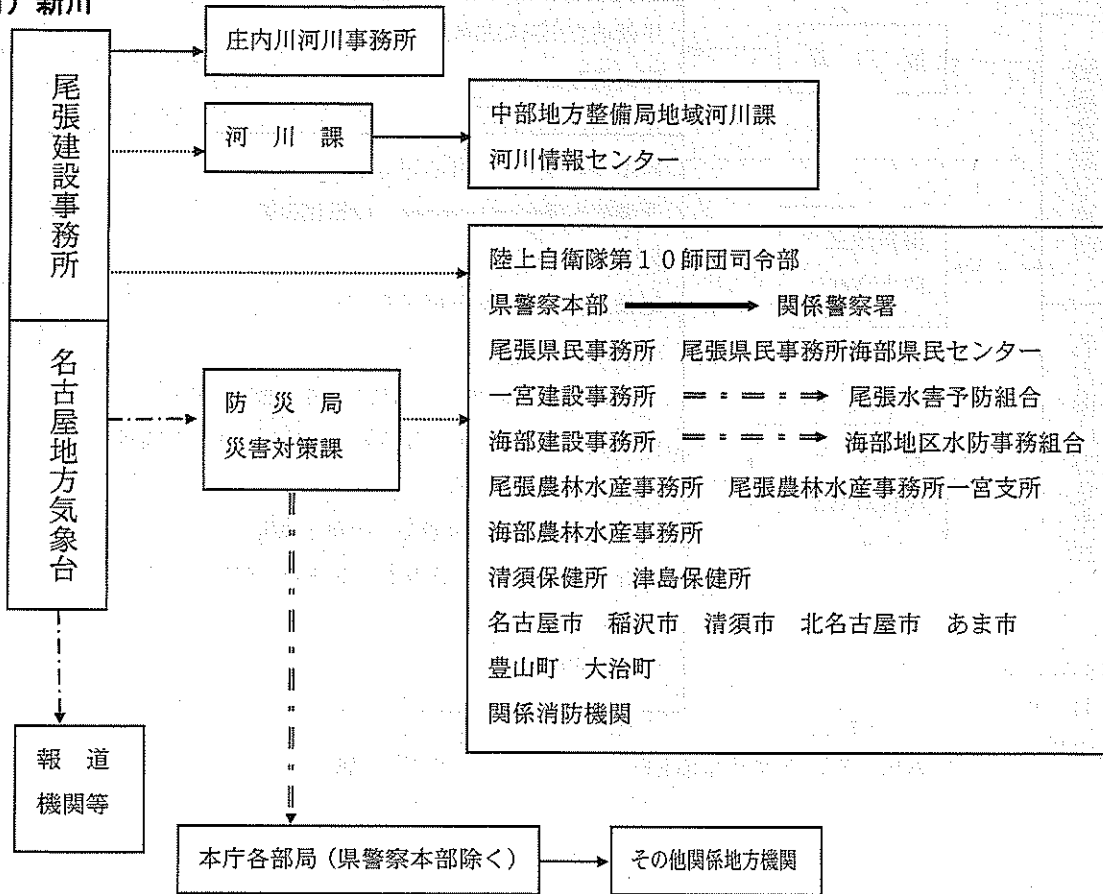 新川
尾張建設事務所
名古屋地方気象台
庄内川河川事務所
河川課
中部地方整備局地域河川課
河川情報センター
陸上自衛隊第１０師団司令部
県警察本部 関係警察署
尾張県民事務所 尾張県民事務所海部県民センター
一宮建設事務所 尾張水害予防組合
海部建設事務所 海部地区水防事務組合
尾張農林水産事務所 尾張農林水産事務所一宮支所
海部農林水産事務所
清須保健所 津島保健所
名古屋市 稲沢市 清須市 北名古屋市 あま市
豊山町 大治町
関係消防機関
防災局
災害対策課
報道
機関等
本庁各部局（県警察本部除く）
その他関係地方機関